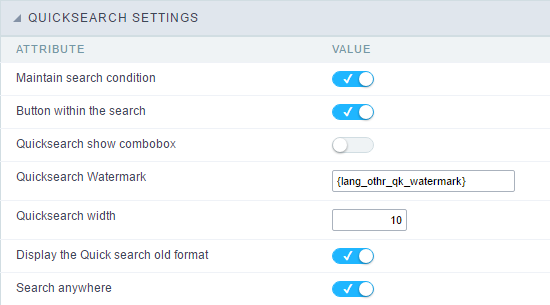 QUICKSEARCH SETTINGS
ATTRIBUTE VALUE
Maintain search condition
Button within the search
Quicksearch show combobox
Quicksearch Watermark {lang_othr_qk_watermark}
Quicksearch width 10
Display the Quick search old format
Search anywhere